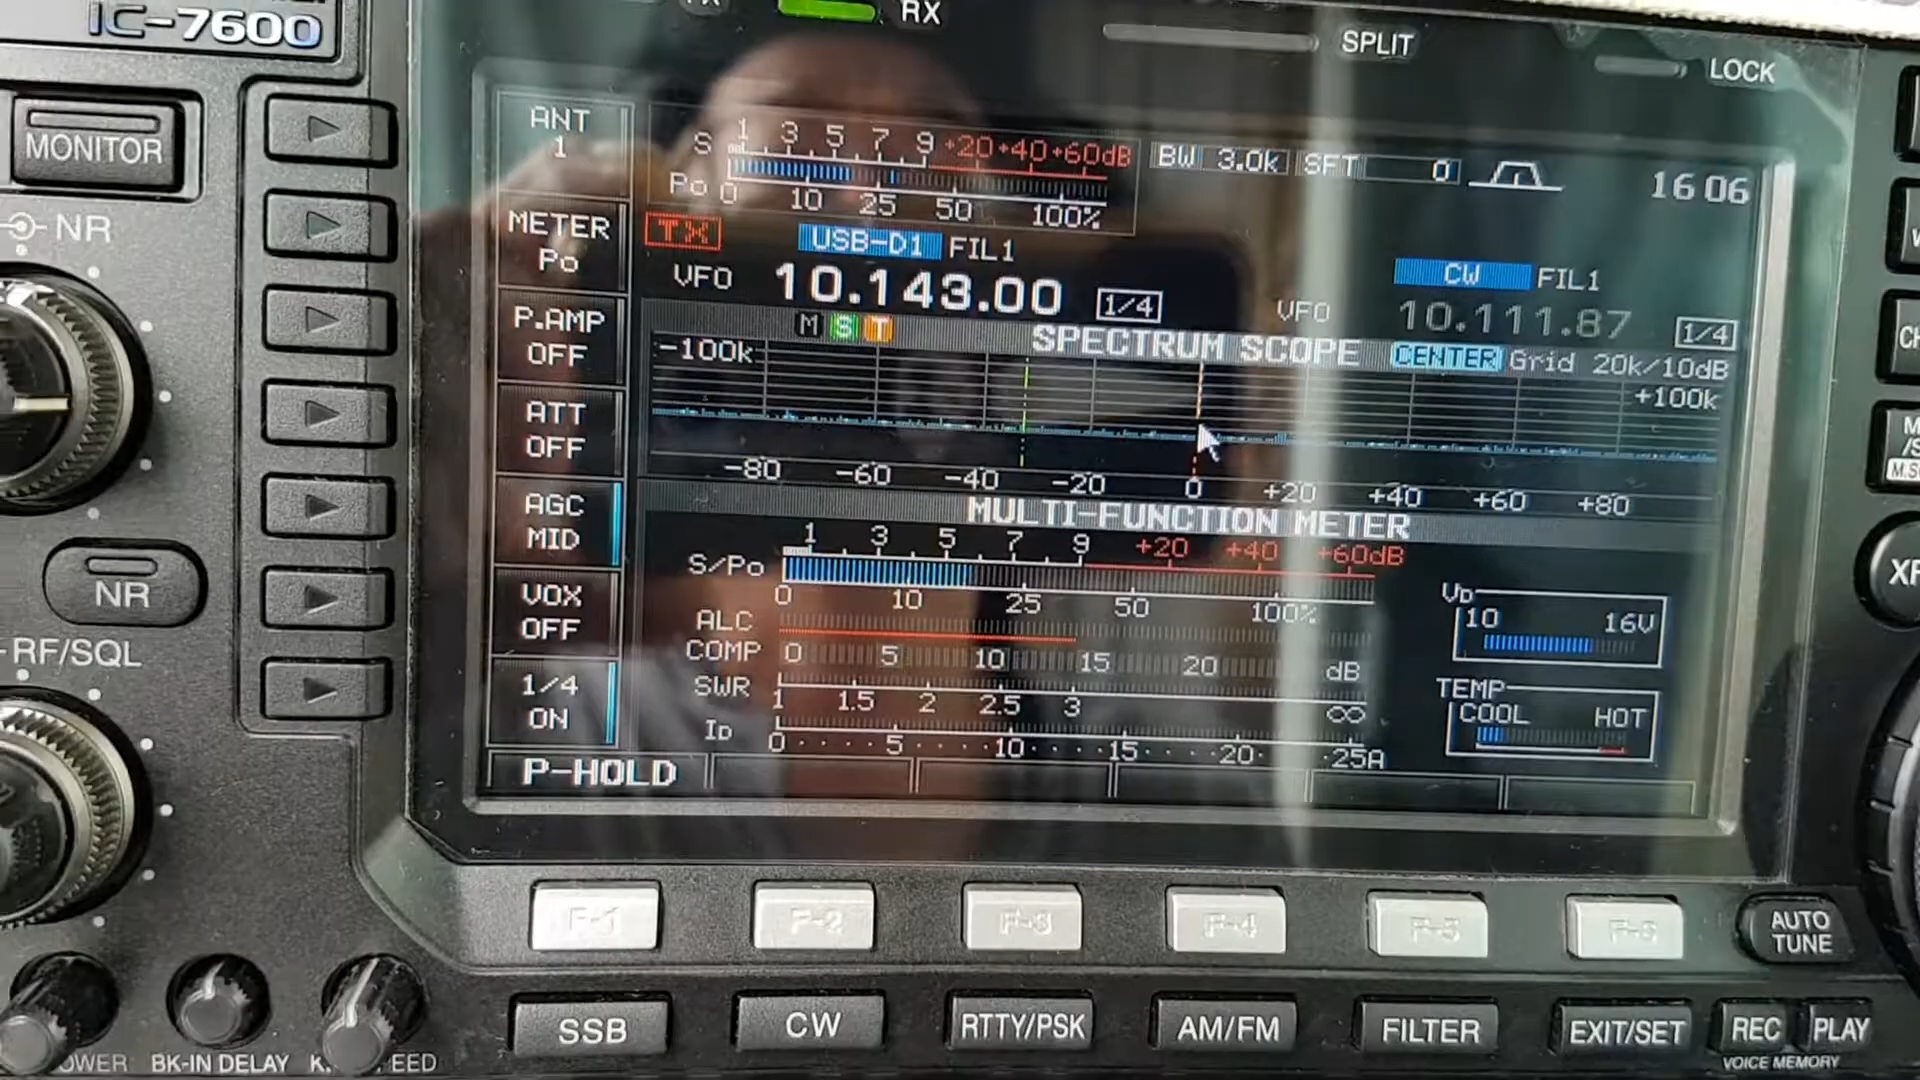 IC-7600
RX
SPLIT
LOCK
MONITOR
NR
NR
RF/SQL
ANT
1
METER
Po
P.AMP
OFF
ATT
OFF
AGC
MID
VOX
OFF
1/4
ON
S 1 3 5 7 9 +20+40+60dB
Po 0 10 25 50 100%
BW 3.0k SFT 0
16 06
TX USB-D1 FIL1
VFO 10.143.00 1/4
CW FIL1
VFO 10.111.87 1/4
M S T
SPECTRUM SCOPE CENTER Grid 20k/10dB
-100k +100k
-80 -60 -40 -20 0 +20 +40 +60 +80
MULTI-FUNCTION METER
1 3 5 7 9 +20 +40 +60dB
S/Po
0 10 25 50 100%
ALC
COMP 0 5 10 15 20 dB
SWR 1 1.5 2 2.5 3 ∞
ID 0 5 10 15 20 25A
VD
10 16V
TEMP
COOL HOT
P-HOLD
F-1 F-2 F-3 F-4 F-5 F-6
AUTO
TUNE
SSB CW RTTY/PSK AM/FM FILTER EXIT/SET REC PLAY
BK-IN DELAY
VOICE MEMORY